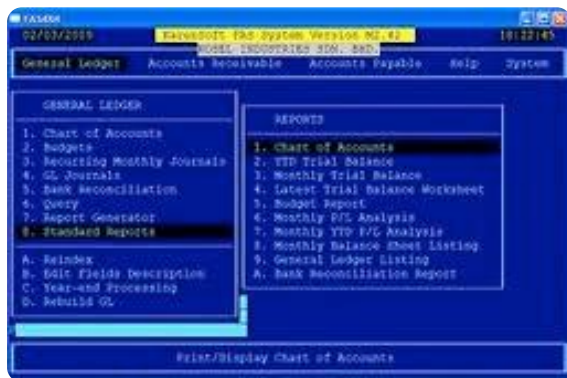 02/03/2009 KarenSoft FAS System Version M2.02 10:22:45
INDUSTRIES SDN. BHD.
General Ledger Accounts Receivable Accounts Payable Help System
GENERAL LEDGER
1. Chart of Accounts
2. Budgets
3. Recurring Monthly Journals
4. GL Journals
5. Bank Reconciliation
6. Query
7. Report Generator
8. Standard Reports
A. Reindex
B. Edit Fields Description
C. Year-end Processing
D. Rebuild GL
REPORTS
1. Chart of Accounts
2. YTD Trial Balance
3. Monthly Trial Balance
4. Latest Trial Balance Worksheet
5. Budget Report
6. Monthly P/L Analysis
7. Monthly YTD P/L Analysis
8. Monthly Balance Sheet Listing
9. General Ledger Listing
A. Bank Reconciliation Report
Print/Display Chart of Accounts